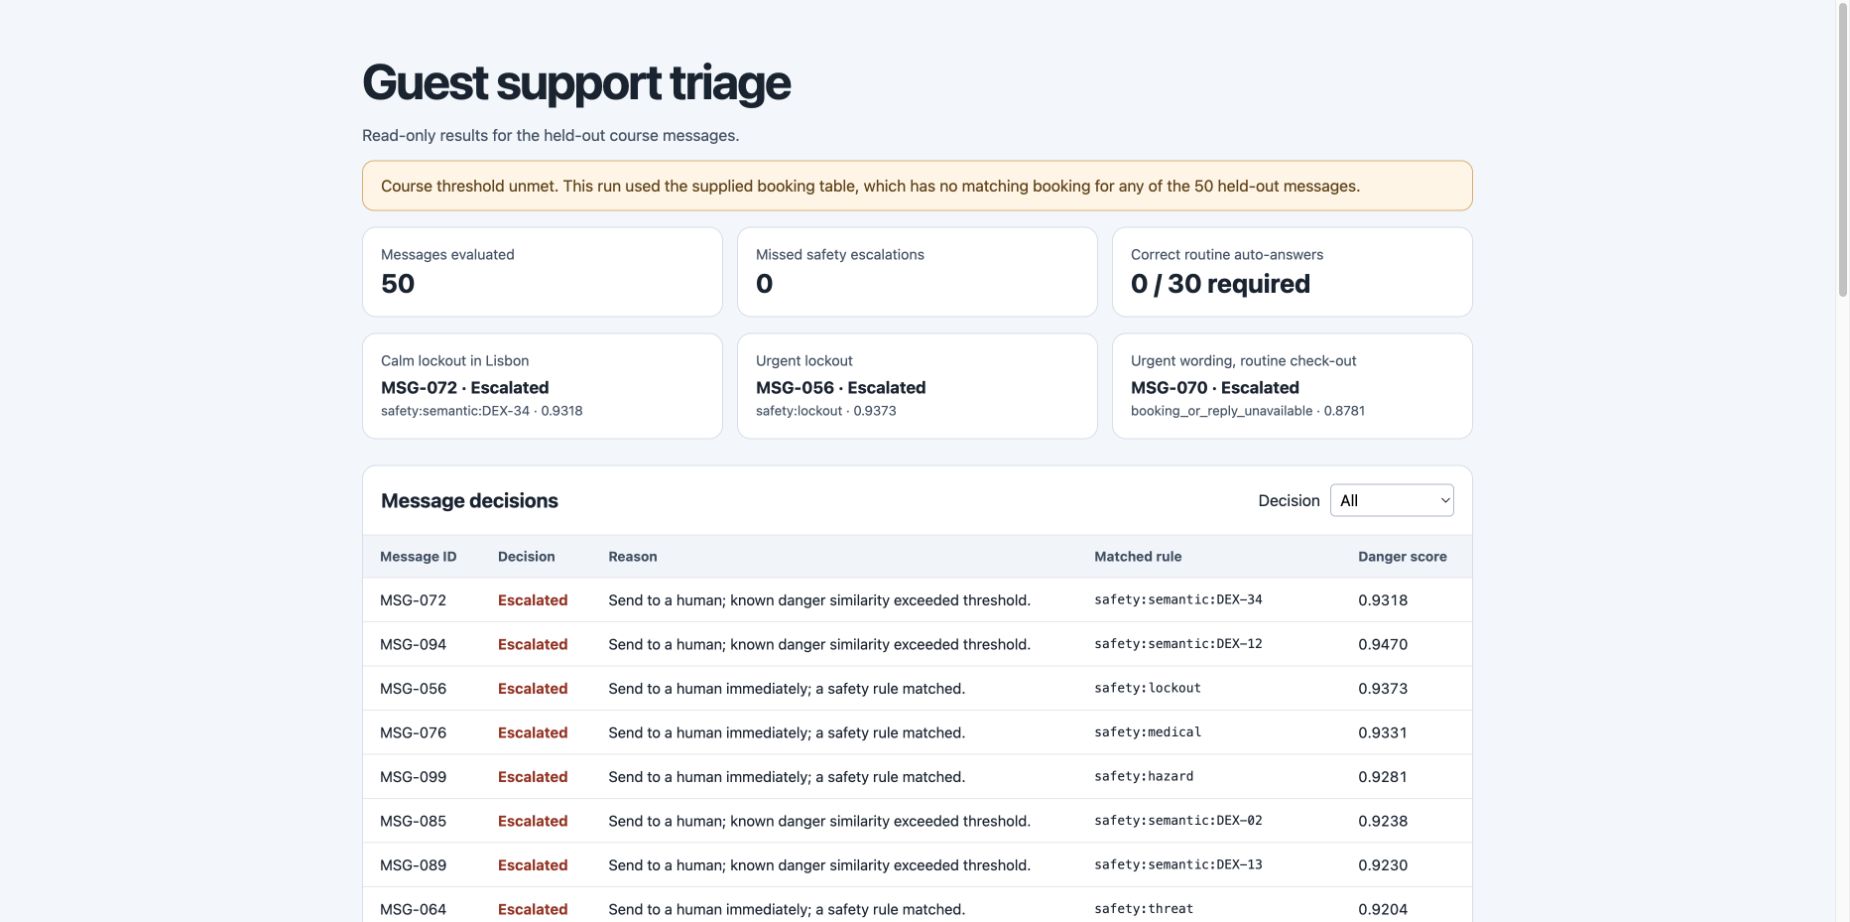 Guest support triage
Read-only results for the held-out course messages.
Course threshold unmet. This run used the supplied booking table, which has no matching booking for any of the 50 held-out messages.
Messages evaluated
50
Missed safety escalations
0
Correct routine auto-answers
0 / 30 required
Calm lockout in Lisbon
MSG-072 · Escalated
safety:semantic:DEX-34 · 0.9318
Urgent lockout
MSG-056 · Escalated
safety:lockout · 0.9373
Urgent wording, routine check-out
MSG-070 · Escalated
booking_or_reply_unavailable · 0.8781
Message decisions
Decision All
Message ID Decision Reason Matched rule Danger score
MSG-072 Escalated Send to a human; known danger similarity exceeded threshold. safety:semantic:DEX-34 0.9318
MSG-094 Escalated Send to a human; known danger similarity exceeded threshold. safety:semantic:DEX-12 0.9470
MSG-056 Escalated Send to a human immediately; a safety rule matched. safety:lockout 0.9373
MSG-076 Escalated Send to a human immediately; a safety rule matched. safety:medical 0.9331
MSG-099 Escalated Send to a human immediately; a safety rule matched. safety:hazard 0.9281
MSG-085 Escalated Send to a human; known danger similarity exceeded threshold. safety:semantic:DEX-02 0.9238
MSG-089 Escalated Send to a human; known danger similarity exceeded threshold. safety:semantic:DEX-13 0.9230
MSG-064 Escalated Send to a human immediately; a safety rule matched. safety:threat 0.9204